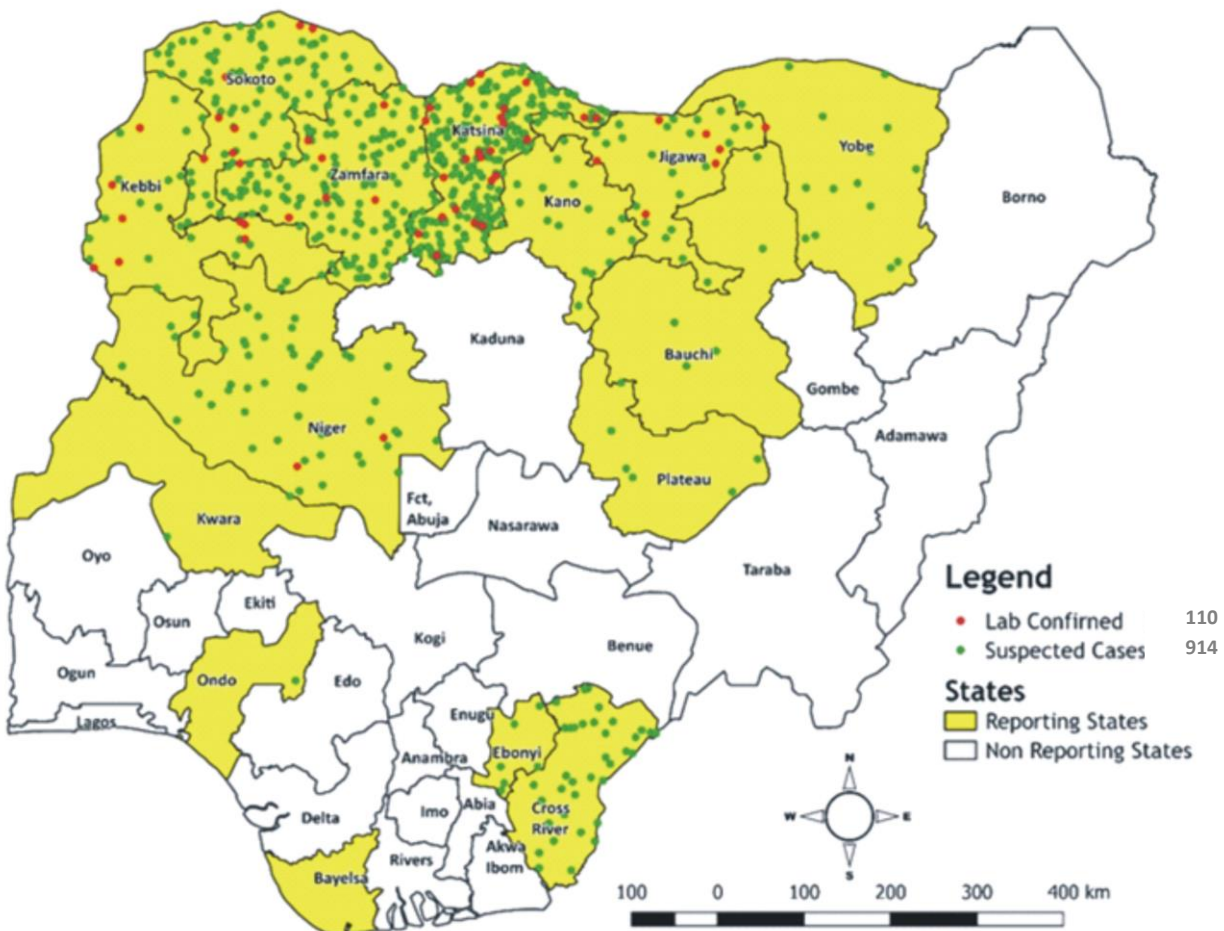 Sokoto
Katsina
Yobe
Jigawa
Zamfara
Kebbi
Kano
Borno
Kaduna
Bauchi
Gombe
Niger
Adamawa
Plateau
Fct,
Abuja
Kwara
Nasarawa
Oyo
Taraba
Ekiti
Osun
Kogi
Benue
Ogun
Ondo
Edo
Lagos
Enugu
Anambra
Ebonyi
Delta
Imo
Abia
Cross
River
Akwa
Ibom
Rivers
Bayelsa
Legend
Lab Confirmed 110
Suspected Cases 914
States
Reporting States
Non Reporting States
N
W E
S
100 0 100 200 300 400 km